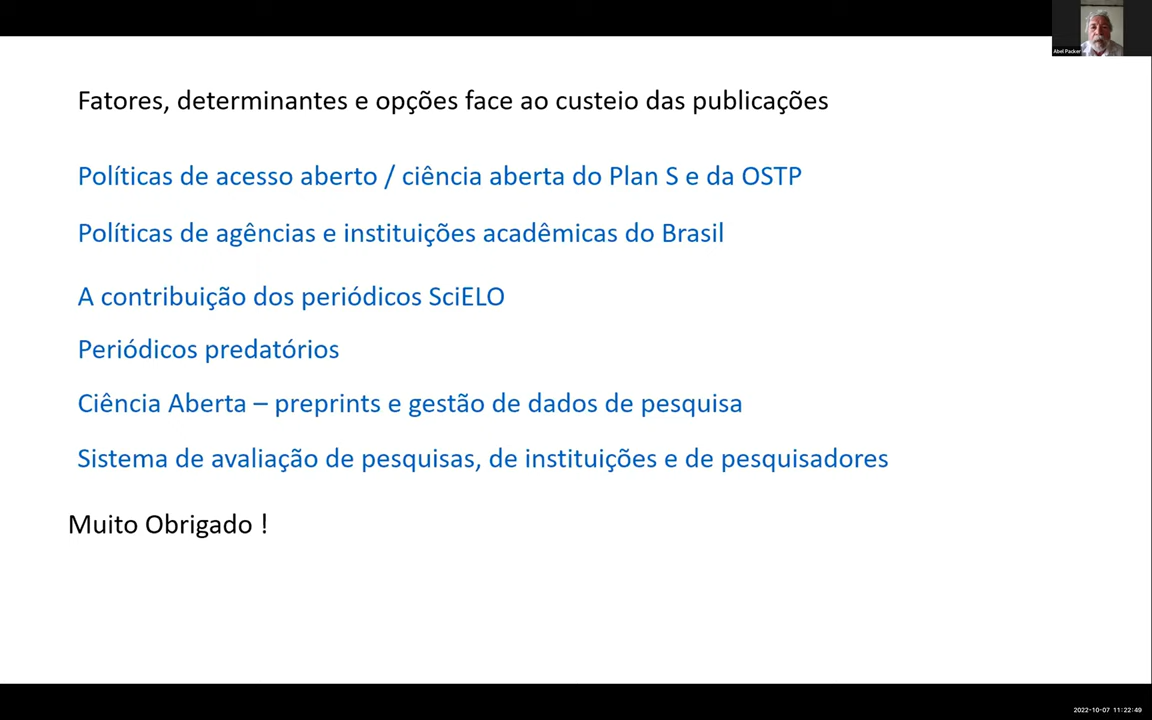 Abel Packer
Fatores, determinantes e opções face ao custeio das publicações
Políticas de acesso aberto / ciência aberta do Plan S e da OSTP
Políticas de agências e instituições acadêmicas do Brasil
A contribuição dos periódicos SciELO
Periódicos predatórios
Ciência Aberta – preprints e gestão de dados de pesquisa
Sistema de avaliação de pesquisas, de instituições e de pesquisadores
Muito Obrigado !
2022-10-07 11:22:49